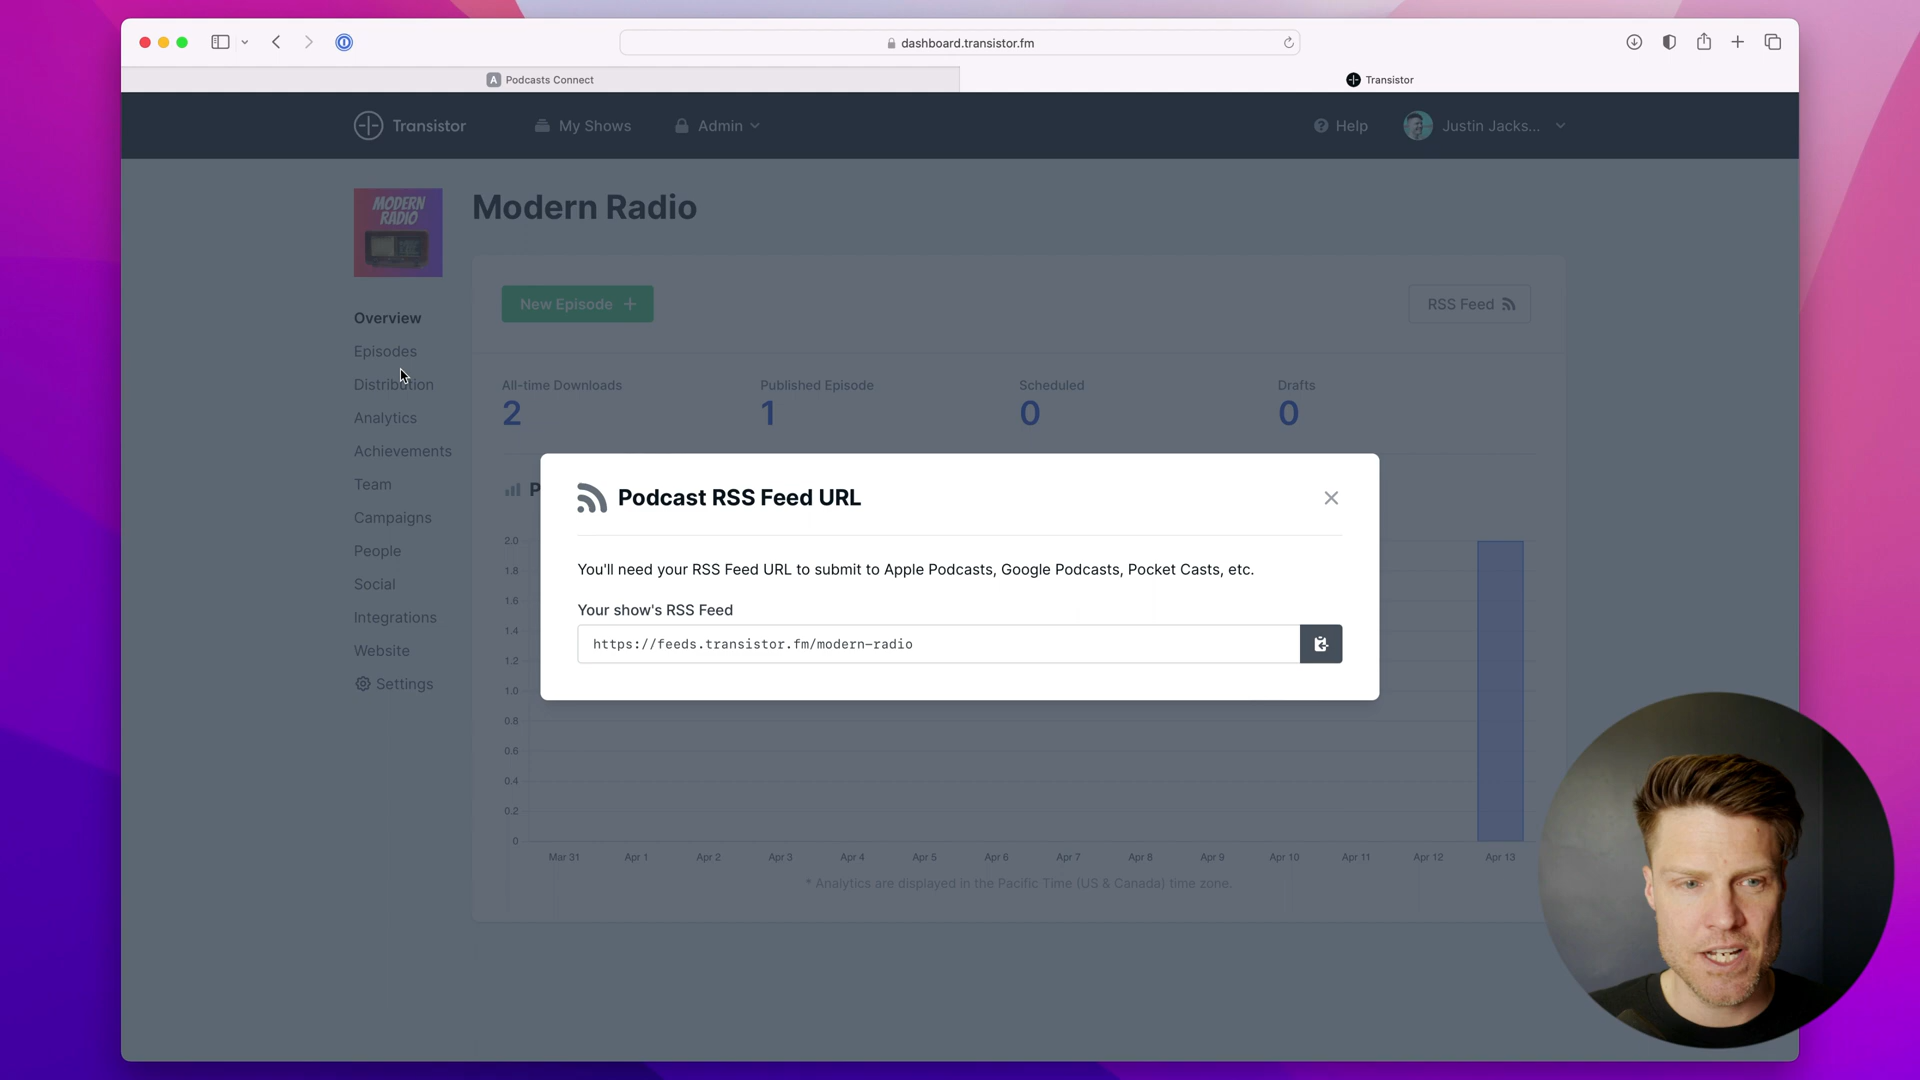 dashboard.transistor.fm
A Podcasts Connect
Transistor
Transistor
My Shows
Admin
Help
Justin Jacks...
MODERN
RADIO
Modern Radio
New Episode +
RSS Feed
Overview
Episodes
Distribution
Analytics
Achievements
Team
Campaigns
People
Social
Integrations
Website
Settings
All-time Downloads
2
Published Episode
1
Scheduled
0
Drafts
0
Podcast RSS Feed URL
You'll need your RSS Feed URL to submit to Apple Podcasts, Google Podcasts, Pocket Casts, etc.
Your show's RSS Feed
https://feeds.transistor.fm/modern-radio
2.0
1.8
1.6
1.4
1.2
1.0
0.8
0.6
0.4
0.2
0
Mar 31 Apr 1 Apr 2 Apr 3 Apr 4 Apr 5 Apr 6 Apr 7 Apr 8 Apr 9 Apr 10 Apr 11 Apr 12 Apr 13
* Analytics are displayed in the Pacific Time (US & Canada) time zone.